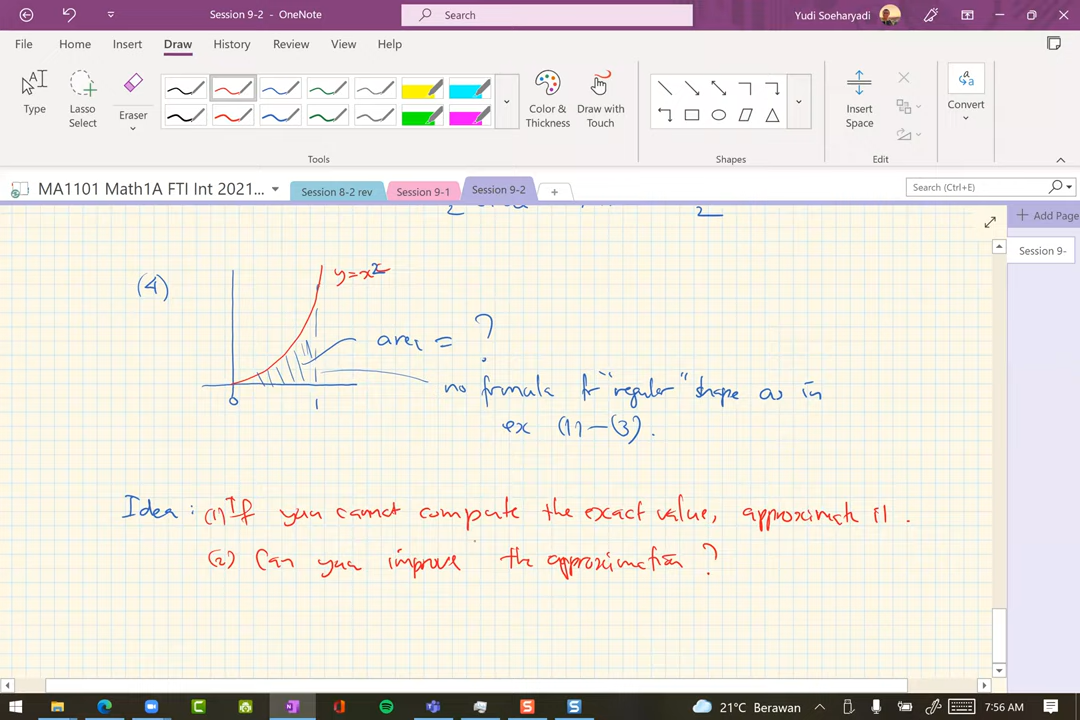 Session 9-2 - OneNote
Search
Yudi Soeharyadi
File Home Insert Draw History Review View Help
Type
Lasso Select
Eraser
Color & Thickness
Draw with Touch
Insert Space
Convert
Tools
Shapes
Edit
MA1101 Math1A FTI Int 2021...
Session 8-2 rev
Session 9-1
Session 9-2
Search (Ctrl+E)
Add Page
Session 9-
2
2
(4)
y = x²
area = ?
0
1
no formula for "regular" shape as in
ex (1) – (3).
Idea : (1) If you cannot compute the exact value, approximate it.
(2) Can you improve the approximation ?
21°C Berawan
7:56 AM